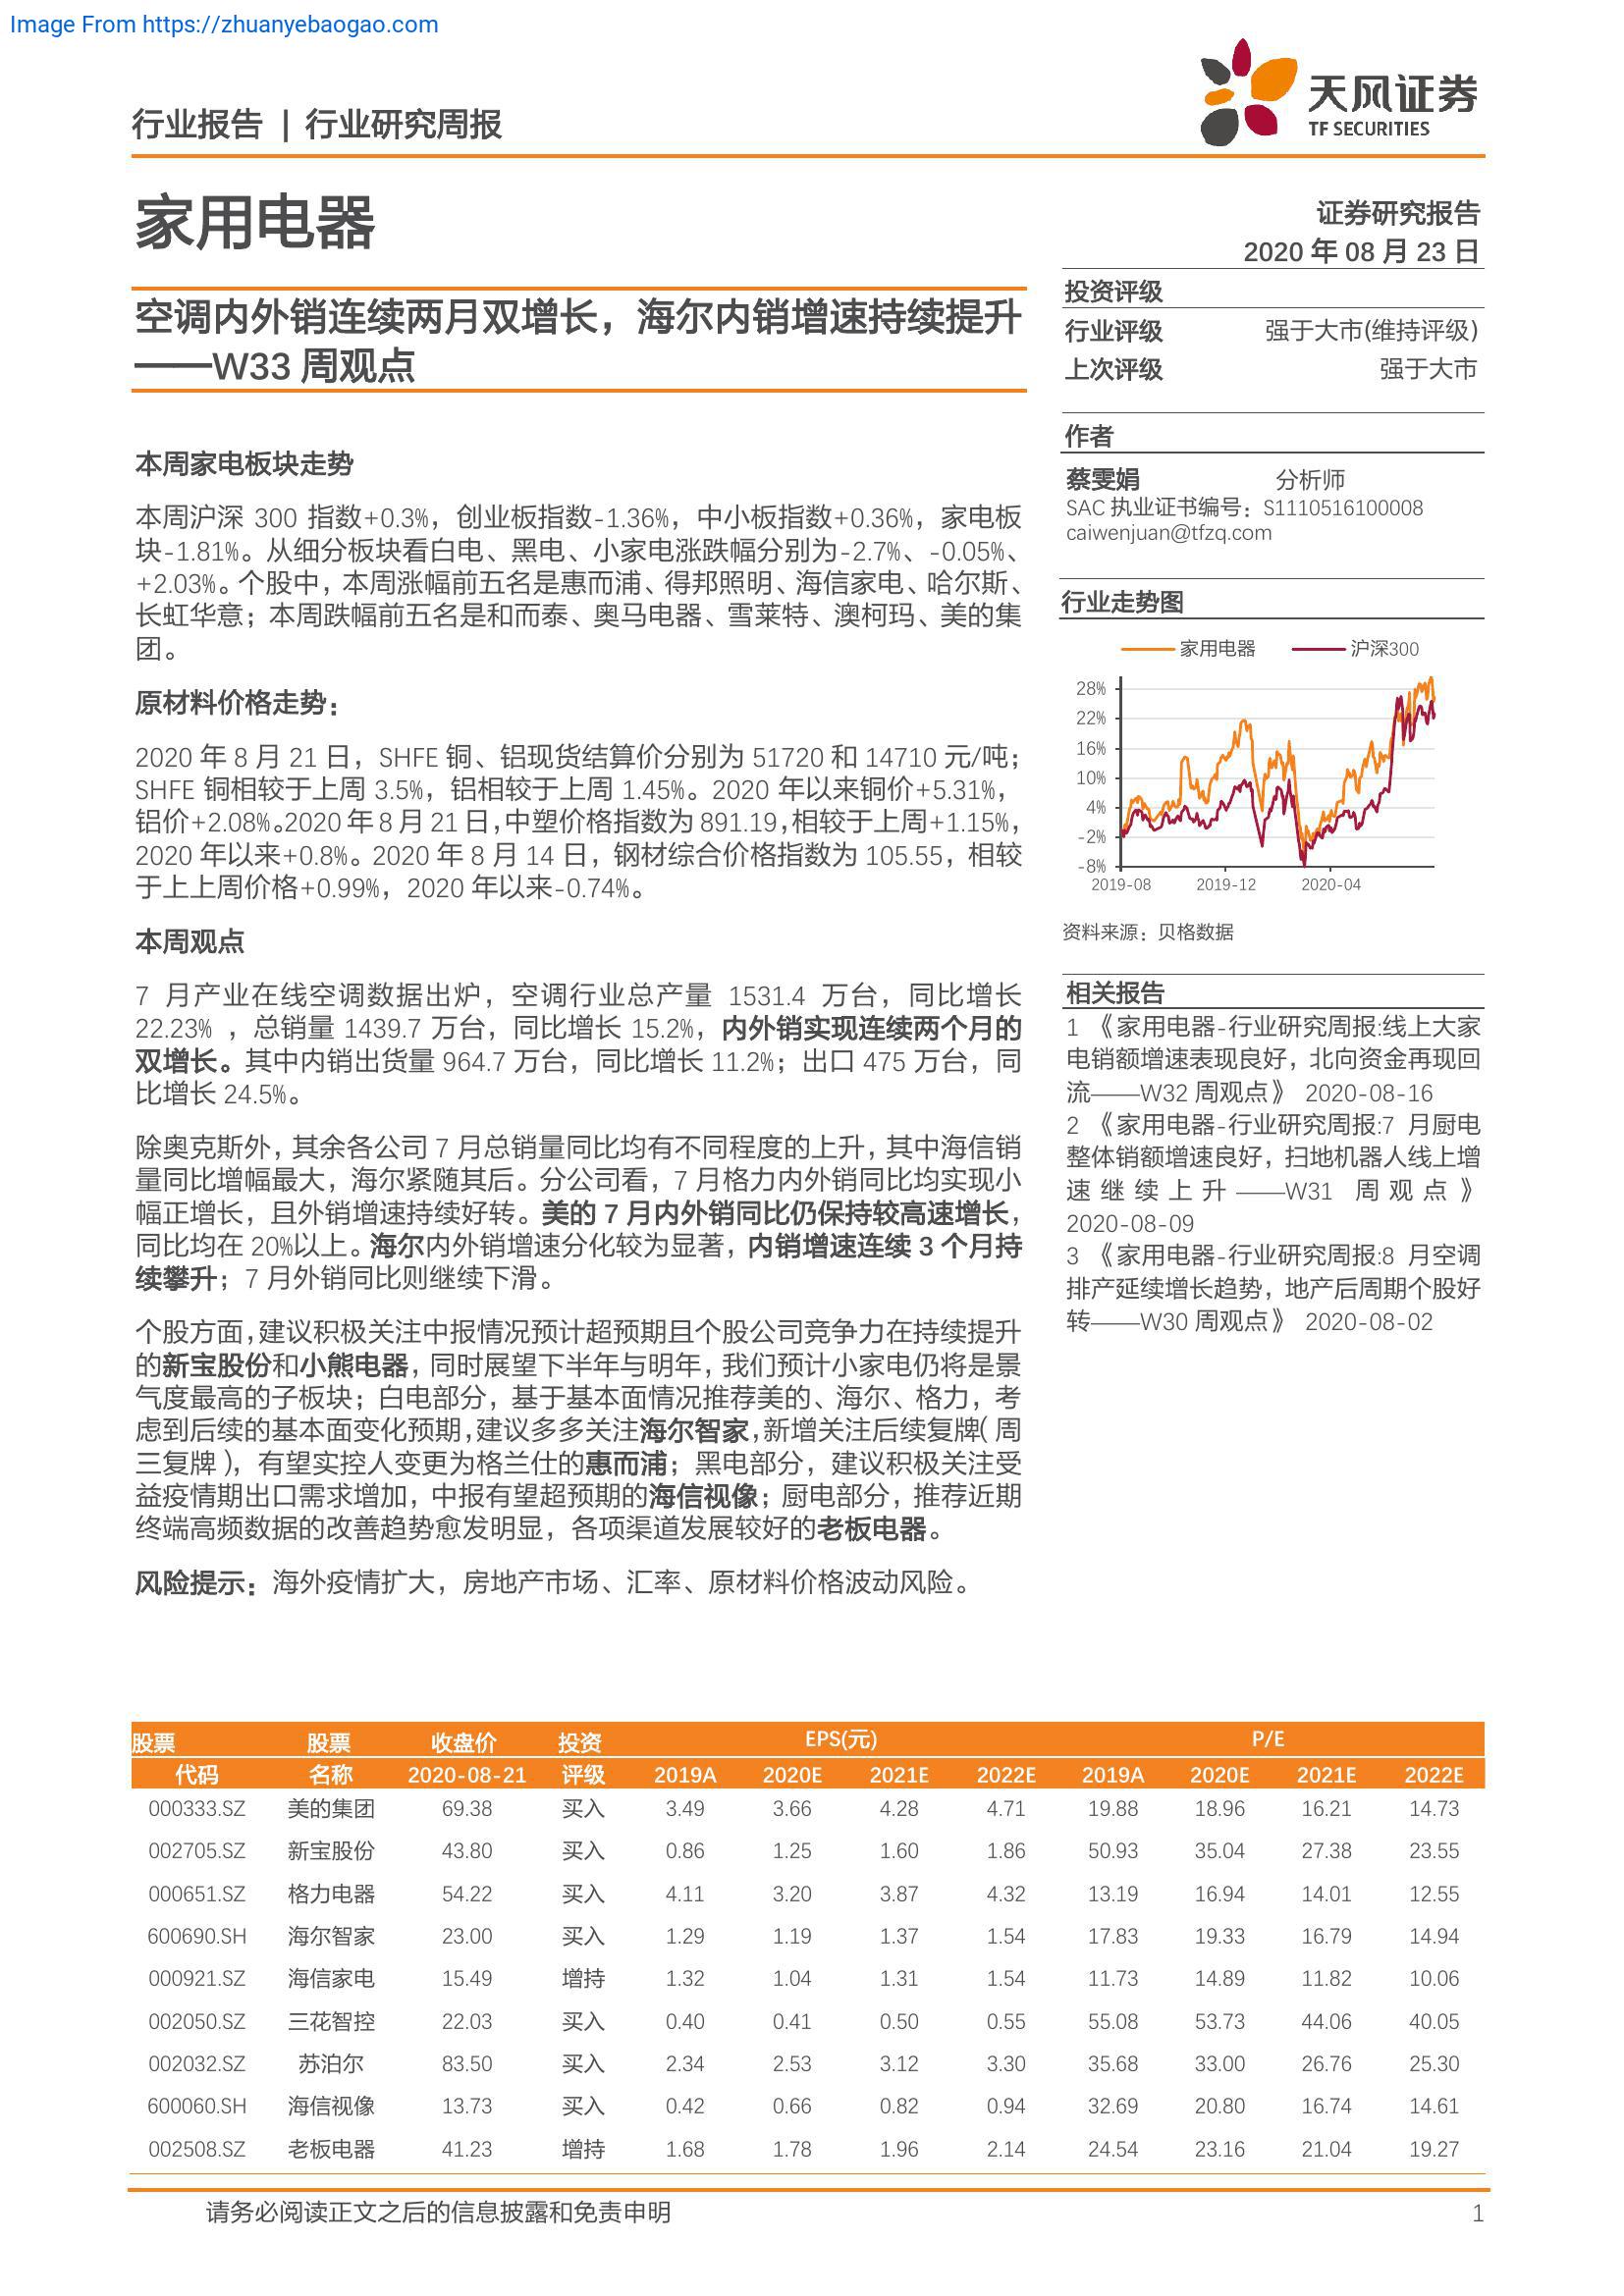 Image From https://zhuanyebaogao.com
行业报告 | 行业研究周报
天风证券
TF SECURITIES
家用电器
证券研究报告
2020 年 08 月 23 日
空调内外销连续两月双增长，海尔内销增速持续提升
——W33 周观点
投资评级
行业评级 强于大市(维持评级)
上次评级 强于大市
作者
蔡雯娟 分析师
SAC 执业证书编号：S1110516100008
caiwenjuan@tfzq.com
行业走势图
家用电器 沪深300
28%
22%
16%
10%
4%
-2%
-8%
2019-08 2019-12 2020-04
资料来源：贝格数据
相关报告
1 《家用电器-行业研究周报:线上大家
电销额增速表现良好，北向资金再现回
流——W32 周观点》 2020-08-16
2 《家用电器-行业研究周报:7 月厨电
整体销额增速良好，扫地机器人线上增
速继续上升——W31 周观点》
2020-08-09
3 《家用电器-行业研究周报:8 月空调
排产延续增长趋势，地产后周期个股好
转——W30 周观点》 2020-08-02
本周家电板块走势
本周沪深 300 指数+0.3%，创业板指数-1.36%，中小板指数+0.36%，家电板
块-1.81%。从细分板块看白电、黑电、小家电涨跌幅分别为-2.7%、-0.05%、
+2.03%。个股中，本周涨幅前五名是惠而浦、得邦照明、海信家电、哈尔斯、
长虹华意；本周跌幅前五名是和而泰、奥马电器、雪莱特、澳柯玛、美的集
团。
原材料价格走势：
2020 年 8 月 21 日，SHFE 铜、铝现货结算价分别为 51720 和 14710 元/吨；
SHFE 铜相较于上周 3.5%，铝相较于上周 1.45%。2020 年以来铜价+5.31%，
铝价+2.08%。2020 年 8 月 21 日，中塑价格指数为 891.19，相较于上周+1.15%，
2020 年以来+0.8%。2020 年 8 月 14 日，钢材综合价格指数为 105.55，相较
于上上周价格+0.99%，2020 年以来-0.74%。
本周观点
7 月产业在线空调数据出炉，空调行业总产量 1531.4 万台，同比增长
22.23% ，总销量 1439.7 万台，同比增长 15.2%，内外销实现连续两个月的
双增长。其中内销出货量 964.7 万台，同比增长 11.2%；出口 475 万台，同
比增长 24.5%。
除奥克斯外，其余各公司 7 月总销量同比均有不同程度的上升，其中海信销
量同比增幅最大，海尔紧随其后。分公司看，7 月格力内外销同比均实现小
幅正增长，且外销增速持续好转。美的 7 月内外销同比仍保持较高速增长，
同比均在 20%以上。海尔内外销增速分化较为显著，内销增速连续 3 个月持
续攀升；7 月外销同比则继续下滑。
个股方面，建议积极关注中报情况预计超预期且个股公司竞争力在持续提升
的新宝股份和小熊电器，同时展望下半年与明年，我们预计小家电仍将是景
气度最高的子板块；白电部分，基于基本面情况推荐美的、海尔、格力，考
虑到后续的基本面变化预期，建议多多关注海尔智家，新增关注后续复牌（周
三复牌），有望实控人变更为格兰仕的惠而浦；黑电部分，建议积极关注受
益疫情期出口需求增加，中报有望超预期的海信视像；厨电部分，推荐近期
终端高频数据的改善趋势愈发明显，各项渠道发展较好的老板电器。
风险提示：海外疫情扩大，房地产市场、汇率、原材料价格波动风险。
股票 股票 收盘价 投资 EPS(元) P/E
代码 名称 2020-08-21 评级 2019A 2020E 2021E 2022E 2019A 2020E 2021E 2022E
000333.SZ 美的集团 69.38 买入 3.49 3.66 4.28 4.71 19.88 18.96 16.21 14.73
002705.SZ 新宝股份 43.80 买入 0.86 1.25 1.60 1.86 50.93 35.04 27.38 23.55
000651.SZ 格力电器 54.22 买入 4.11 3.20 3.87 4.32 13.19 16.94 14.01 12.55
600690.SH 海尔智家 23.00 买入 1.29 1.19 1.37 1.54 17.83 19.33 16.79 14.94
000921.SZ 海信家电 15.49 增持 1.32 1.04 1.31 1.54 11.73 14.89 11.82 10.06
002050.SZ 三花智控 22.03 买入 0.40 0.41 0.50 0.55 55.08 53.73 44.06 40.05
002032.SZ 苏泊尔 83.50 买入 2.34 2.53 3.12 3.30 35.68 33.00 26.76 25.30
600060.SH 海信视像 13.73 买入 0.42 0.66 0.82 0.94 32.69 20.80 16.74 14.61
002508.SZ 老板电器 41.23 增持 1.68 1.78 1.96 2.14 24.54 23.16 21.04 19.27
请务必阅读正文之后的信息披露和免责申明 1